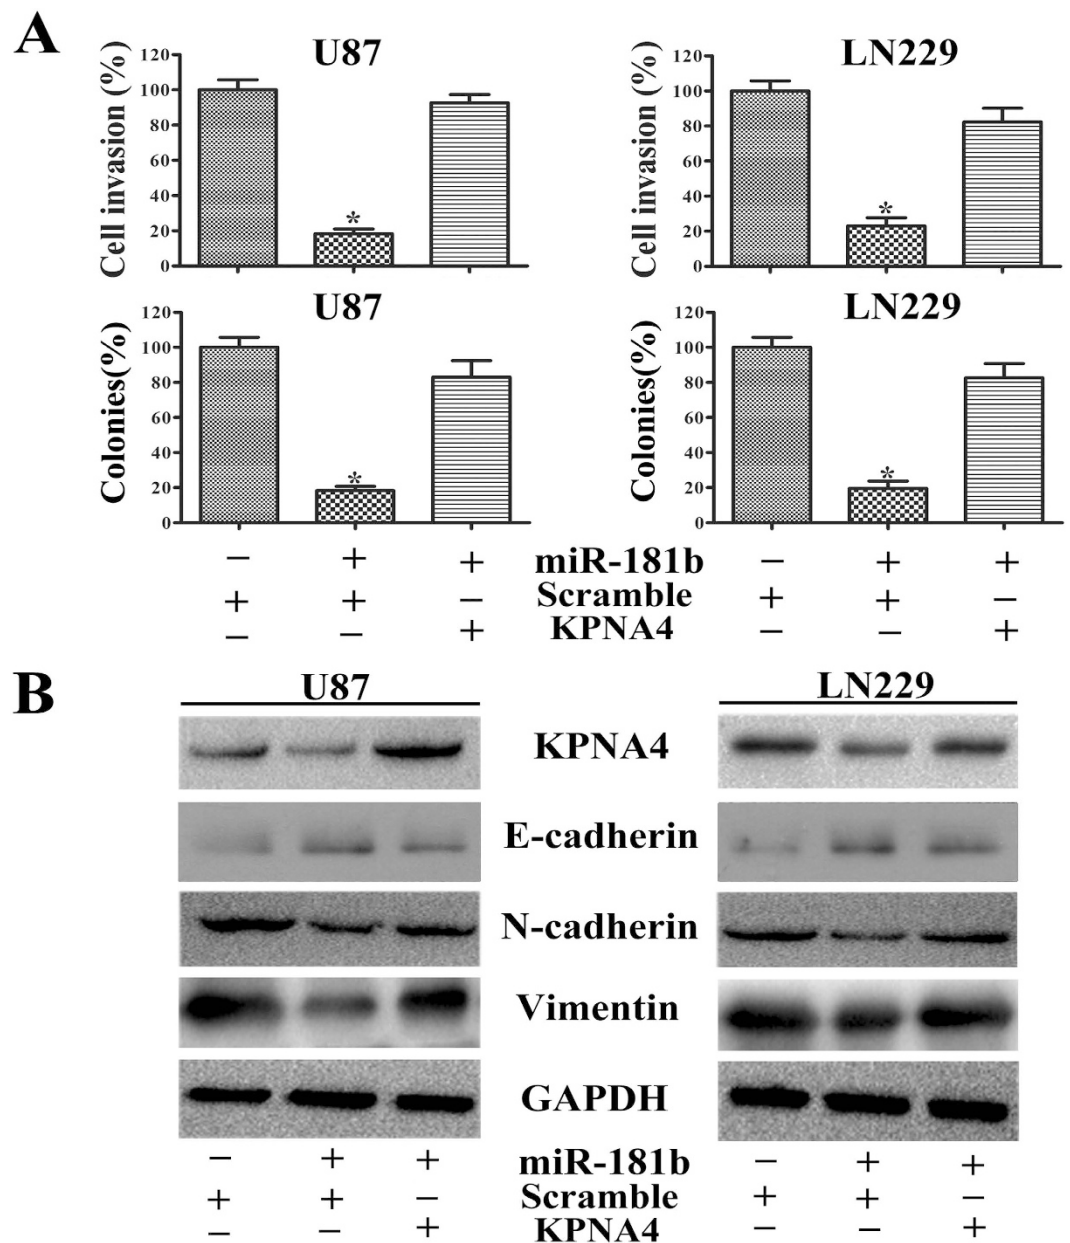 A
U87
Cell invasion (%)
120
100
80
60
40
20
0
*
LN229
Cell invasion (%)
120
100
80
60
40
20
0
*
U87
Colonies(%)
120
100
80
60
40
20
0
*
LN229
Colonies(%)
120
100
80
60
40
20
0
*
− + + miR-181b − + +
+ + − Scramble + + −
− − + KPNA4 − − +
B
U87 LN229
KPNA4
E-cadherin
N-cadherin
Vimentin
GAPDH
− + + miR-181b − + +
+ + − Scramble + + −
− − + KPNA4 − − +